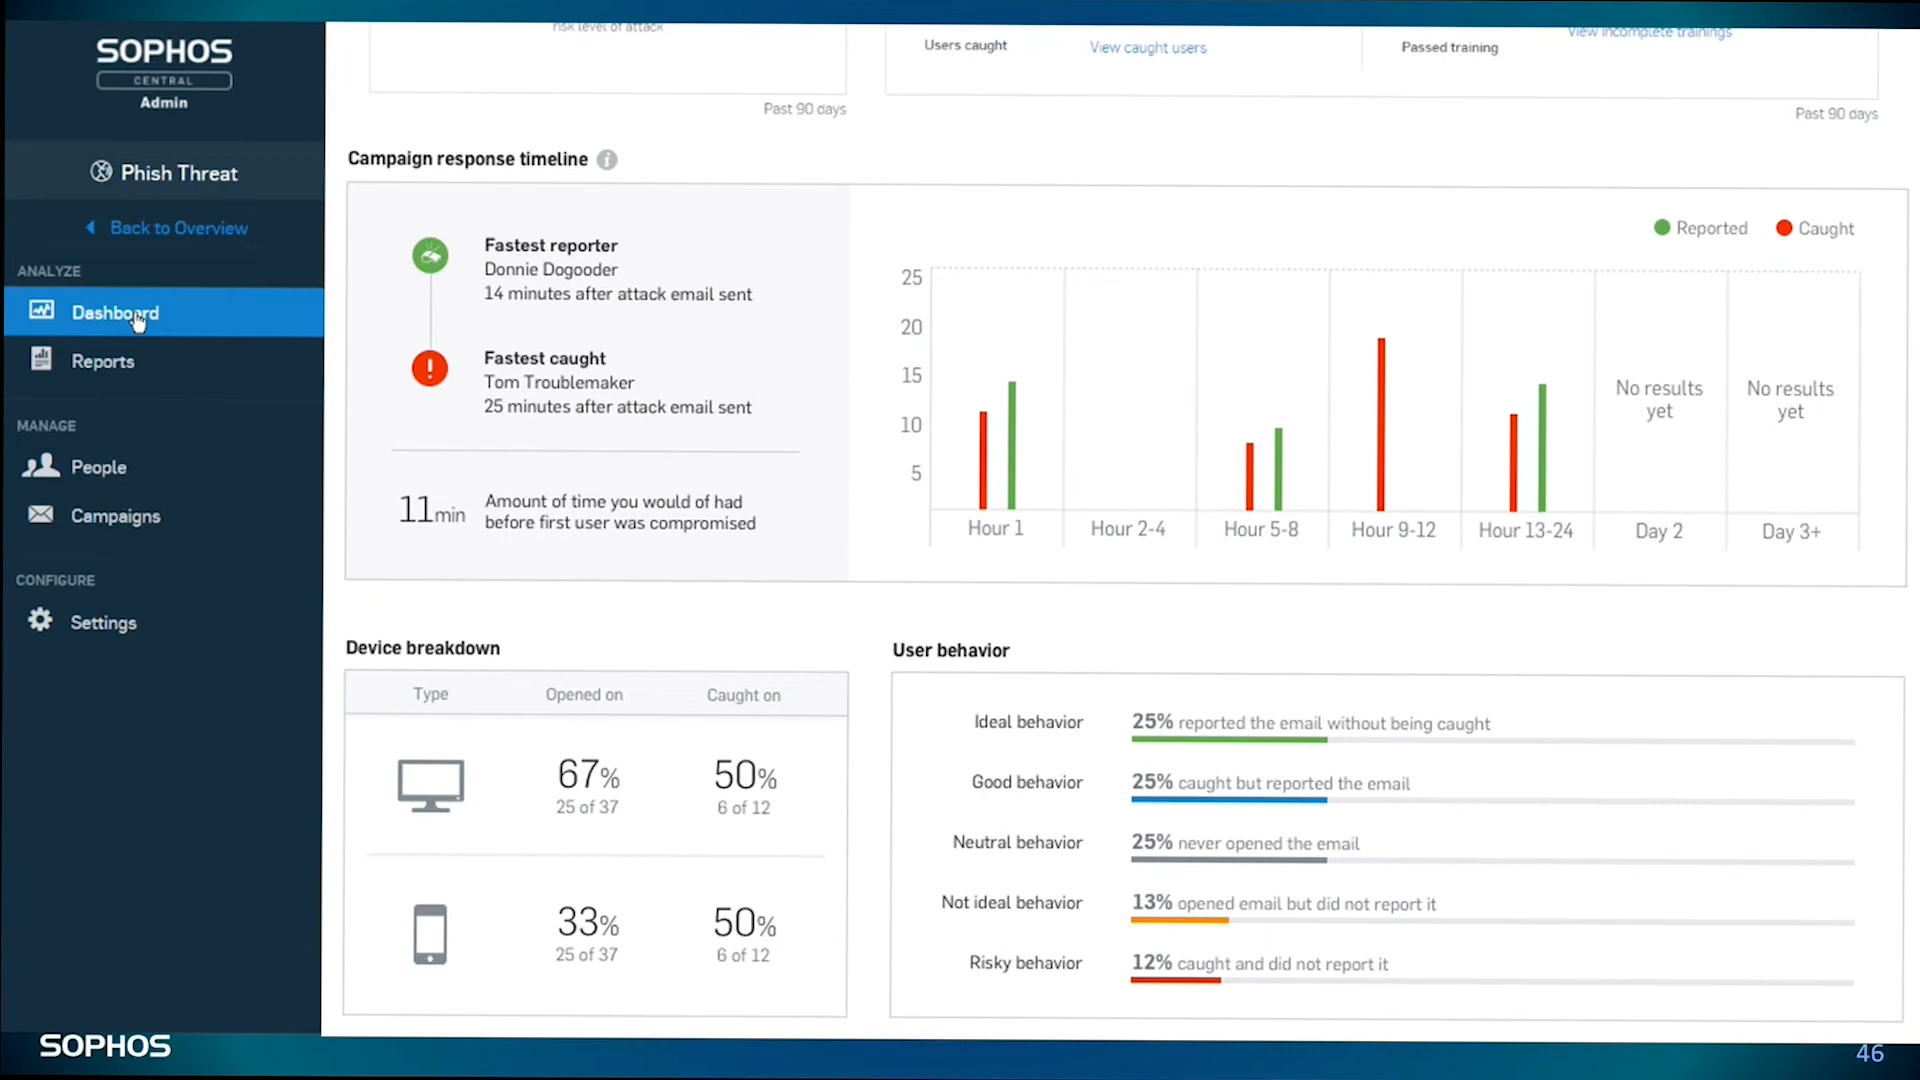 SOPHOS
CENTRAL
Admin
Phish Threat
Back to Overview
ANALYZE
Dashboard
Reports
MANAGE
People
Campaigns
CONFIGURE
Settings
risk level of attack
Past 90 days
Users caught
View caught users
Passed training
View incomplete trainings
Past 90 days
Campaign response timeline
Fastest reporter
Donnie Dogooder
14 minutes after attack email sent
Fastest caught
Tom Troublemaker
25 minutes after attack email sent
11min
Amount of time you would of had
before first user was compromised
Reported
Caught
25
20
15
10
5
No results
yet
No results
yet
Hour 1
Hour 2-4
Hour 5-8
Hour 9-12
Hour 13-24
Day 2
Day 3+
Device breakdown
Type
Opened on
Caught on
67%
25 of 37
50%
6 of 12
33%
25 of 37
50%
6 of 12
User behavior
Ideal behavior
25% reported the email without being caught
Good behavior
25% caught but reported the email
Neutral behavior
25% never opened the email
Not ideal behavior
13% opened email but did not report it
Risky behavior
12% caught and did not report it
SOPHOS
46